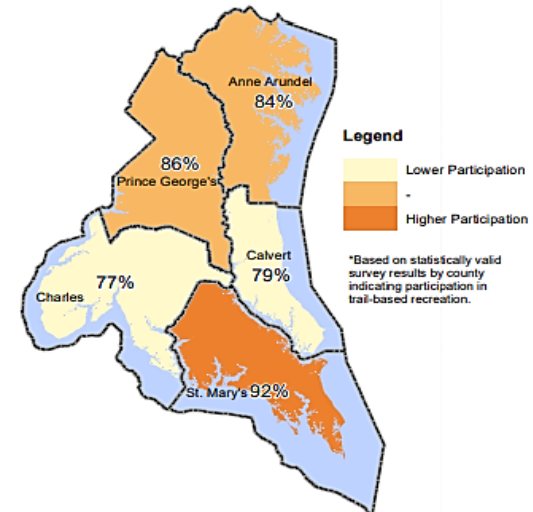 Anne Arundel
84%
86%
Prince George's
Calvert
79%
77%
Charles
St. Mary's 92%
Legend
Lower Participation
-
Higher Participation
*Based on statistically valid
survey results by county
indicating participation in
trail-based recreation.